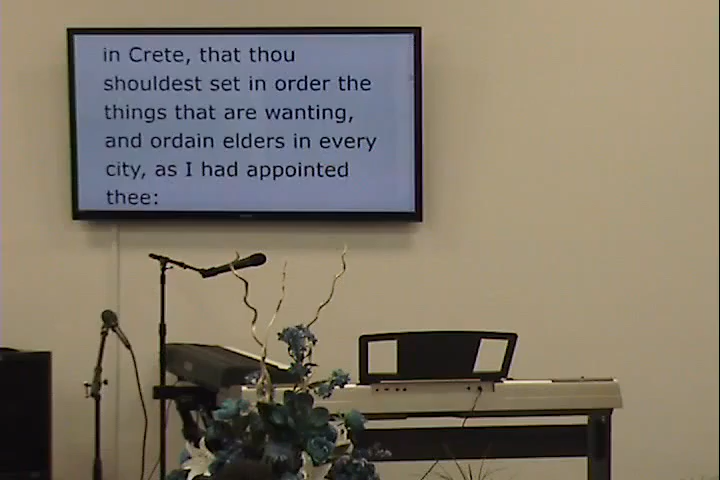 in Crete, that thou
shouldest set in order the
things that are wanting,
and ordain elders in every
city, as I had appointed
thee: